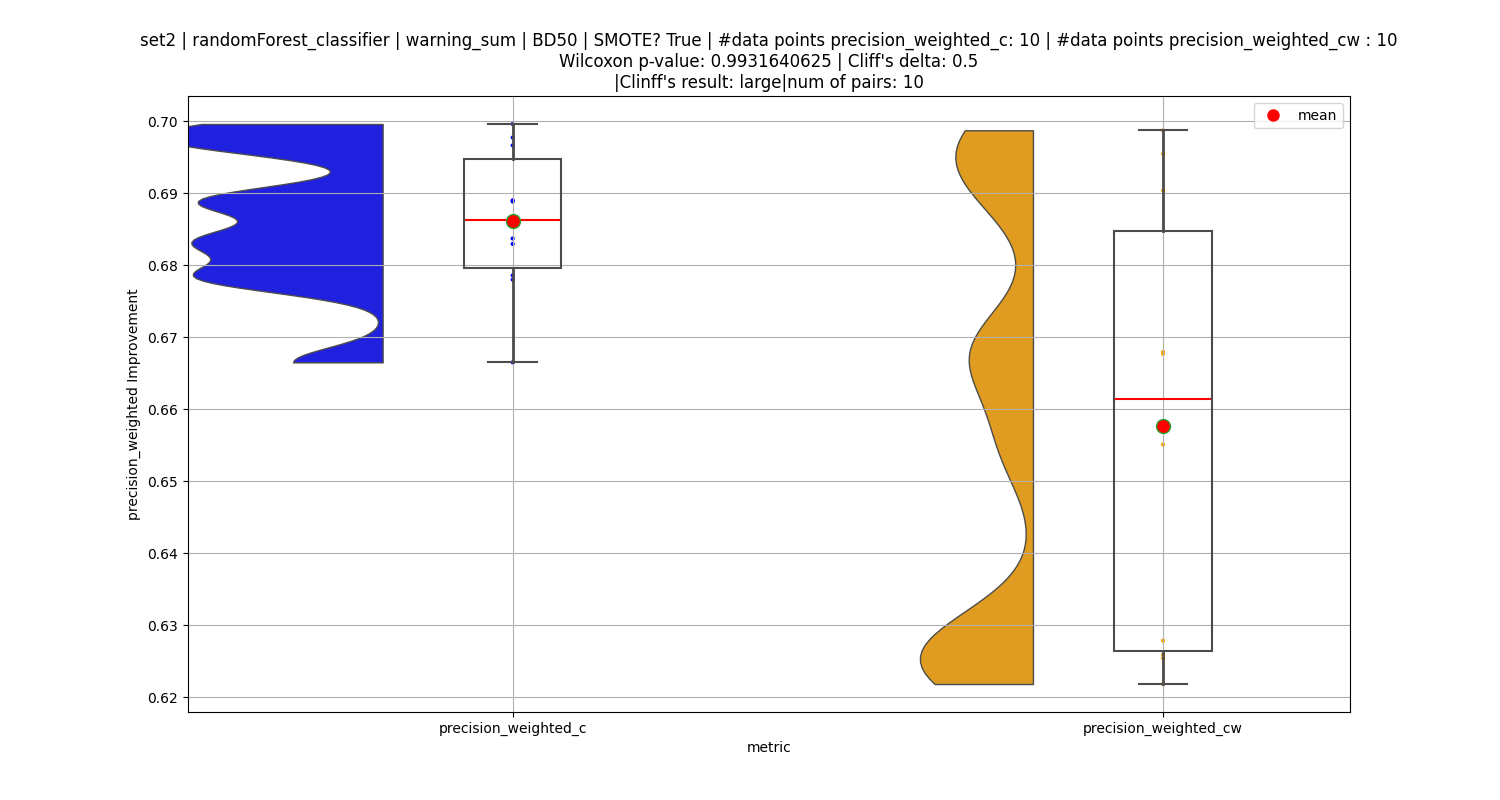 set2 | randomForest_classifier | warning_sum | BD50 | SMOTE? True | #data points precision_weighted_c: 10 | #data points precision_weighted_cw : 10
Wilcoxon p-value: 0.9931640625 | Cliff's delta: 0.5
|Clinff's result: large|num of pairs: 10
mean
0.70
0.69
0.68
0.67
0.66
0.65
0.64
0.63
0.62
precision_weighted Improvement
precision_weighted_c
precision_weighted_cw
metric